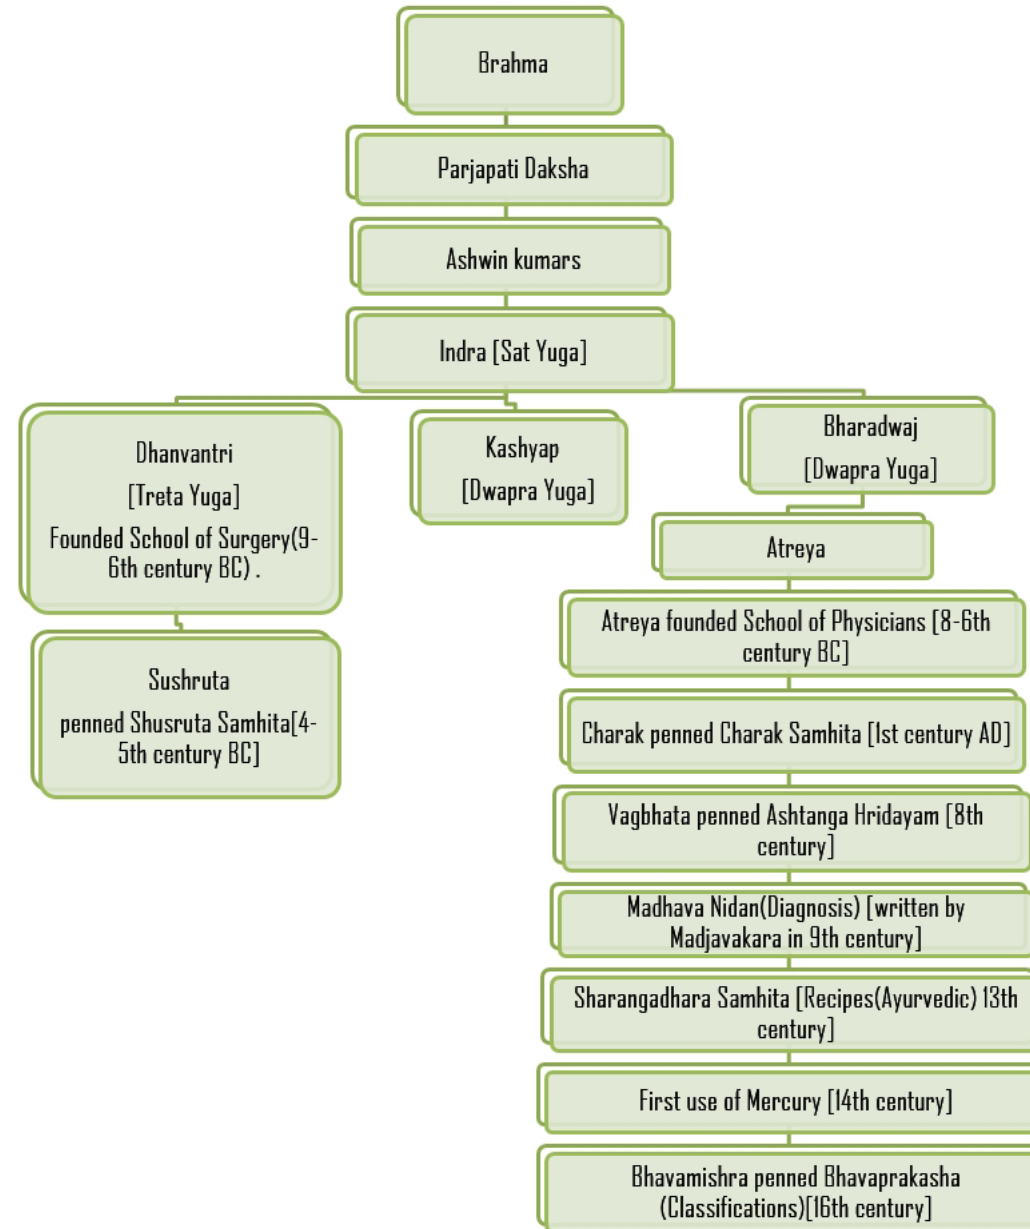 Brahma
Parjapati Daksha
Ashwin kumars
Indra [Sat Yuga]
Dhanvantri
[Treta Yuga]
Founded School of Surgery(9-
6th century BC) .
Sushruta
penned Shusruta Samhita[4-
5th century BC]
Kashyap
[Dwapra Yuga]
Bharadwaj
[Dwapra Yuga]
Atreya
Atreya founded School of Physicians [8-6th
century BC]
Charak penned Charak Samhita [1st century AD]
Vagbhata penned Ashtanga Hridayam [8th
century]
Madhava Nidan(Diagnosis) [written by
Madjavakara in 9th century]
Sharangadhara Samhita [Recipes(Ayurvedic) 13th
century]
First use of Mercury [14th century]
Bhavamishra penned Bhavaprakasha
(Classifications)[16th century]